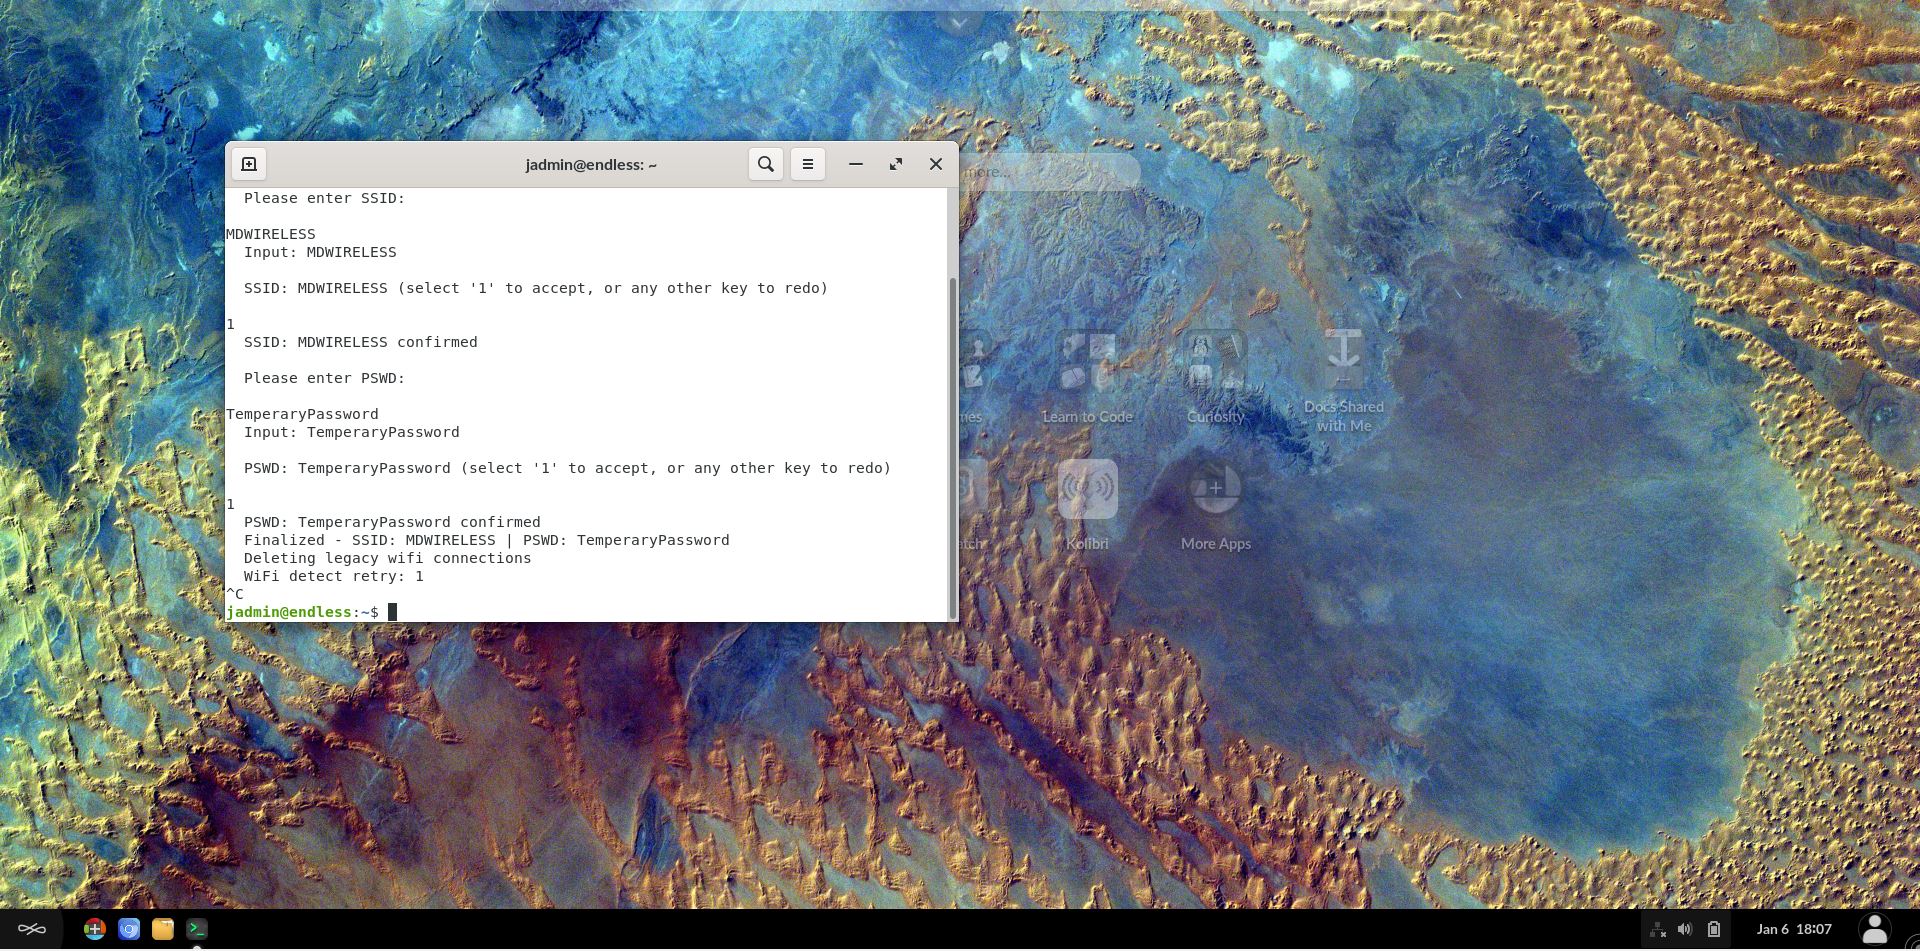 jadmin@endless: ~
Please enter SSID:
MDWIRELESS
Input: MDWIRELESS
SSID: MDWIRELESS (select '1' to accept, or any other key to redo)
1
SSID: MDWIRELESS confirmed
Please enter PSWD:
TemperaryPassword
Input: TemperaryPassword
PSWD: TemperaryPassword (select '1' to accept, or any other key to redo)
1
PSWD: TemperaryPassword confirmed
Finalized - SSID: MDWIRELESS | PSWD: TemperaryPassword
Deleting legacy wifi connections
WiFi detect retry: 1
^C
jadmin@endless:~$
more...
Learn to Code
Curiosity
Docs Shared
with Me
Kolibri
More Apps
Jan 6 18:07